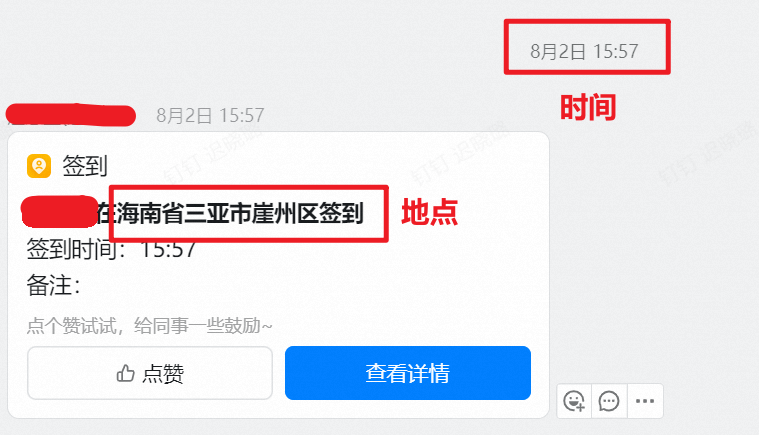 8月2日 15:57
时间
8月2日 15:57
签到
在海南省三亚市崖州区签到
地点
签到时间：15:57
备注：
点个赞试试，给同事一些鼓励~
点赞
查看详情